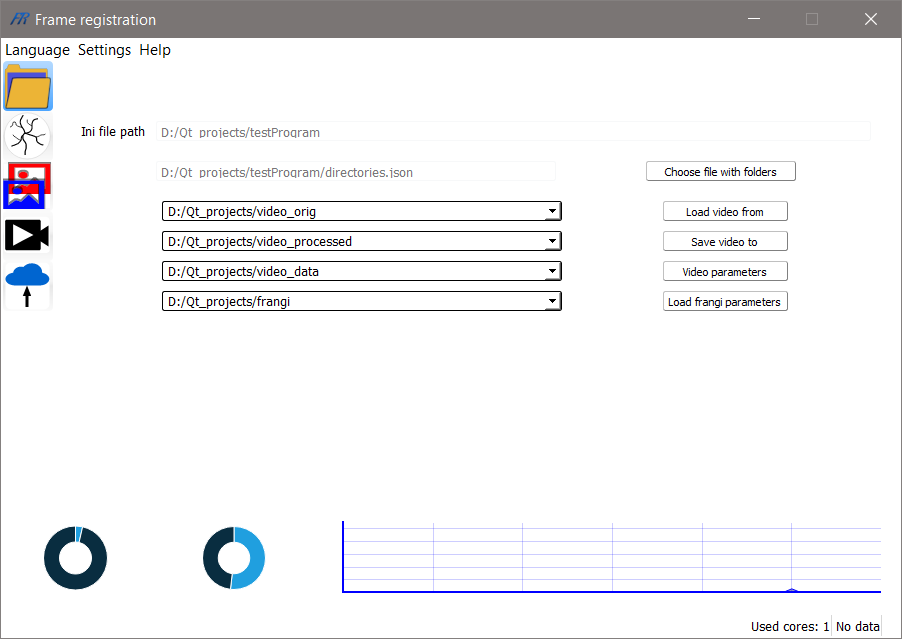 FR Frame registration
Language Settings Help
Ini file path D:/Qt_projects/testProgram
D:/Qt_projects/testProgram/directories.json Choose file with folders
D:/Qt_projects/video_orig Load video from
D:/Qt_projects/video_processed Save video to
D:/Qt_projects/video_data Video parameters
D:/Qt_projects/frangi Load frangi parameters
Used cores: 1 No data